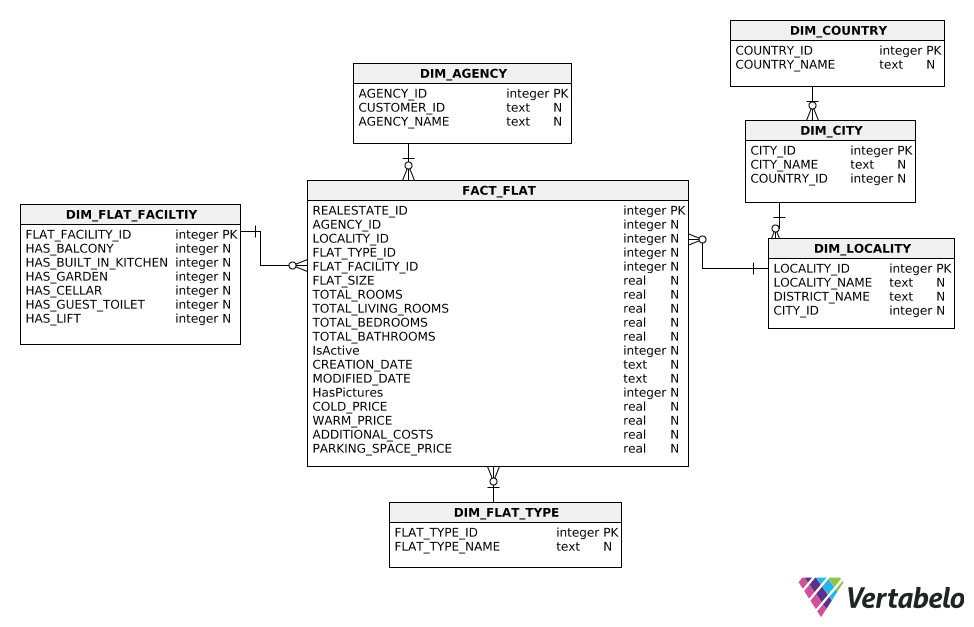 DIM_COUNTRY
COUNTRY_ID integer PK
COUNTRY_NAME text N
DIM_AGENCY
AGENCY_ID integer PK
CUSTOMER_ID text N
AGENCY_NAME text N
DIM_CITY
CITY_ID integer PK
CITY_NAME text N
COUNTRY_ID integer N
FACT_FLAT
REALESTATE_ID integer PK
AGENCY_ID integer N
LOCALITY_ID integer N
FLAT_TYPE_ID integer N
FLAT_FACILITY_ID integer N
FLAT_SIZE real N
TOTAL_ROOMS real N
TOTAL_LIVING_ROOMS real N
TOTAL_BEDROOMS real N
TOTAL_BATHROOMS real N
IsActive integer N
CREATION_DATE text N
MODIFIED_DATE text N
HasPictures integer N
COLD_PRICE real N
WARM_PRICE real N
ADDITIONAL_COSTS real N
PARKING_SPACE_PRICE real N
DIM_FLAT_FACILTIY
FLAT_FACILITY_ID integer PK
HAS_BALCONY integer N
HAS_BUILT_IN_KITCHEN integer N
HAS_GARDEN integer N
HAS_CELLAR integer N
HAS_GUEST_TOILET integer N
HAS_LIFT integer N
DIM_LOCALITY
LOCALITY_ID integer PK
LOCALITY_NAME text N
DISTRICT_NAME text N
CITY_ID integer N
DIM_FLAT_TYPE
FLAT_TYPE_ID integer PK
FLAT_TYPE_NAME text N
Vertabelo